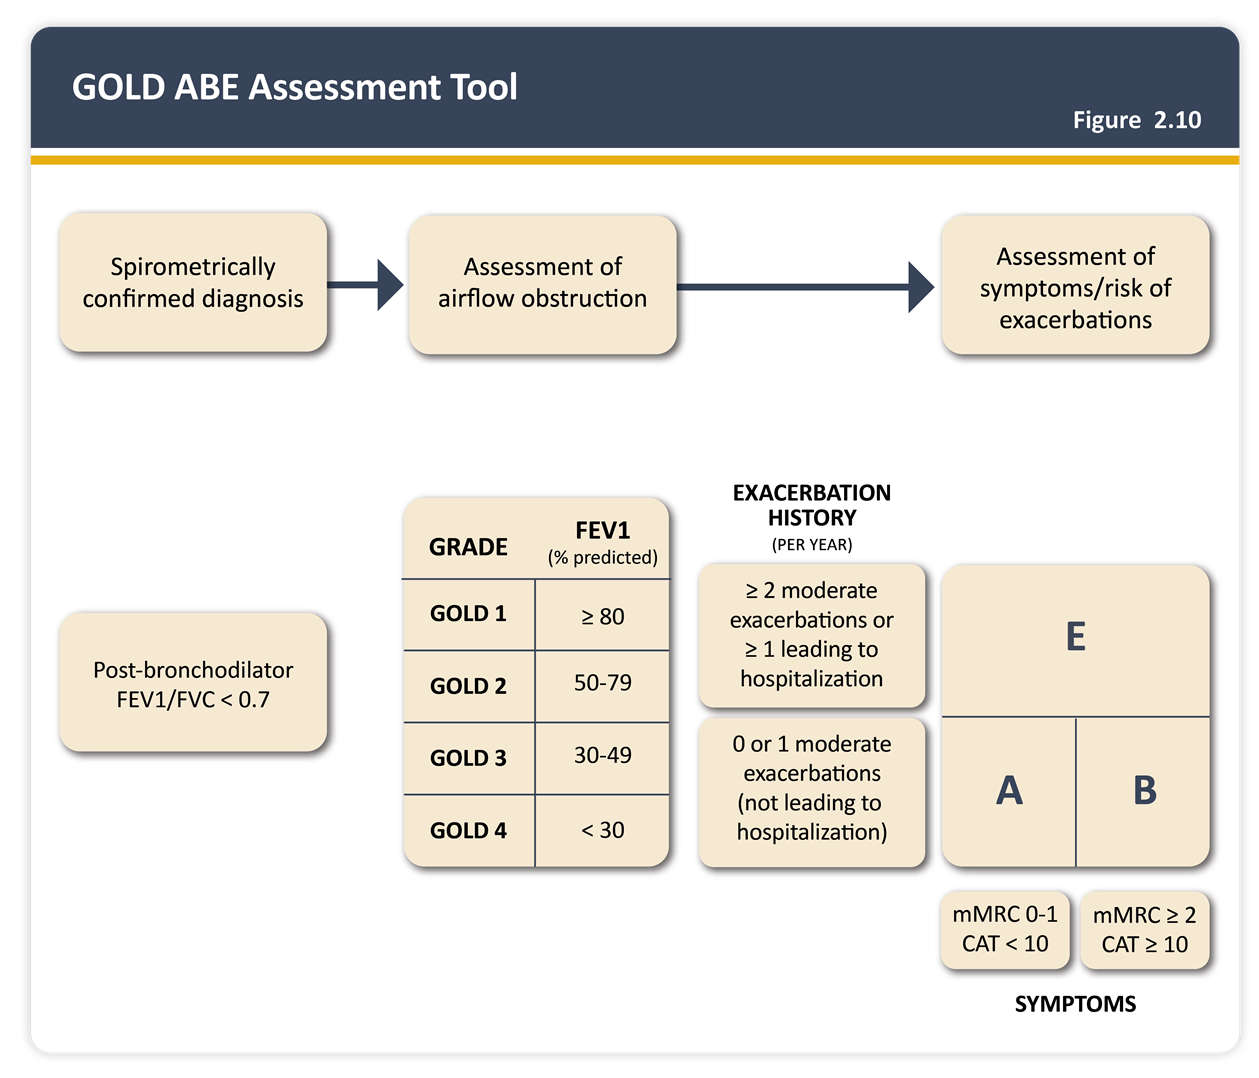 GOLD ABE Assessment Tool
Figure 2.10
Spirometrically
confirmed diagnosis
Assessment of
airflow obstruction
Assessment of
symptoms/risk of
exacerbations
Post-bronchodilator
FEV1/FVC < 0.7
GRADE
FEV1
(% predicted)
GOLD 1
≥ 80
GOLD 2
50-79
GOLD 3
30-49
GOLD 4
< 30
EXACERBATION
HISTORY
(PER YEAR)
≥ 2 moderate
exacerbations or
≥ 1 leading to
hospitalization
0 or 1 moderate
exacerbations
(not leading to
hospitalization)
E
A
B
mMRC 0-1
CAT < 10
mMRC ≥ 2
CAT ≥ 10
SYMPTOMS